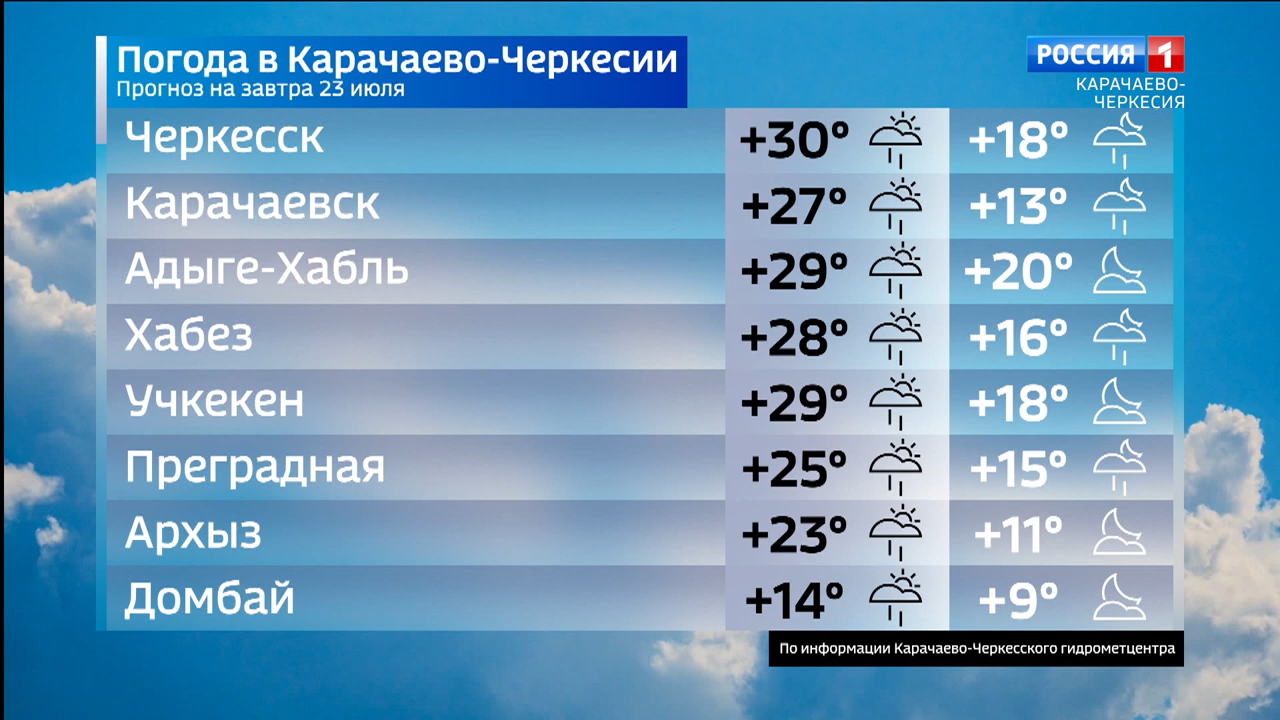 Погода в Карачаево-Черкесии
Прогноз на завтра 23 июля
РОССИЯ 1
КАРАЧАЕВО-
ЧЕРКЕСИЯ
Черкесск +30° +18°
Карачаевск +27° +13°
Адыге-Хабль +29° +20°
Хабез +28° +16°
Учкекен +29° +18°
Преградная +25° +15°
Архыз +23° +11°
Домбай +14° +9°
По информации Карачаево-Черкесского гидрометцентра